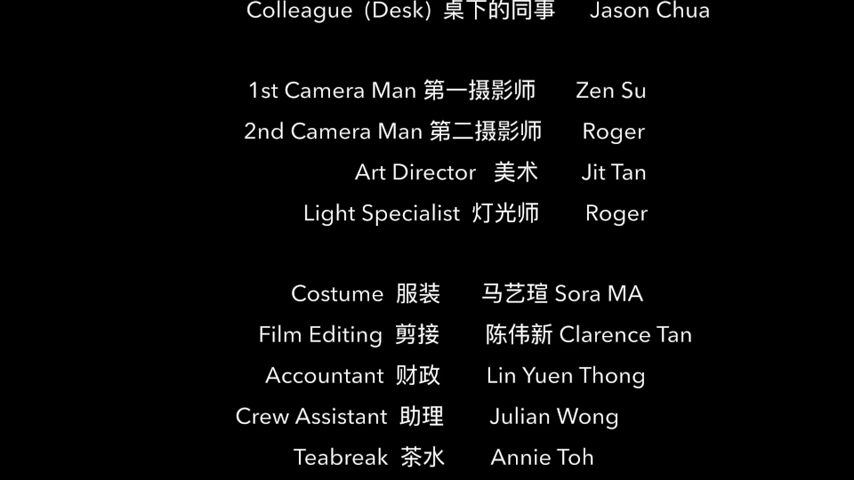 Colleague (Desk) 桌下的同事 Jason Chua
1st Camera Man 第一摄影师 Zen Su
2nd Camera Man 第二摄影师 Roger
Art Director 美术 Jit Tan
Light Specialist 灯光师 Roger
Costume 服装 马艺瑄 Sora MA
Film Editing 剪接 陈伟新 Clarence Tan
Accountant 财政 Lin Yuen Thong
Crew Assistant 助理 Julian Wong
Teabreak 茶水 Annie Toh